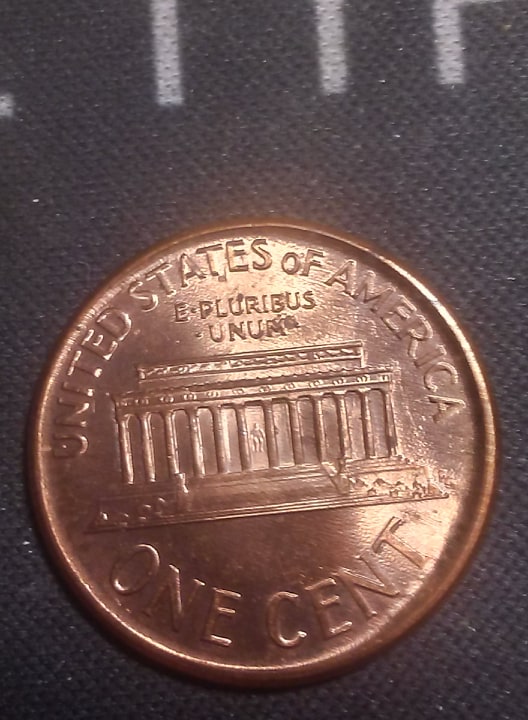 UNITED STATES OF AMERICA
E·PLURIBUS
·UNUM·
ONE CENT